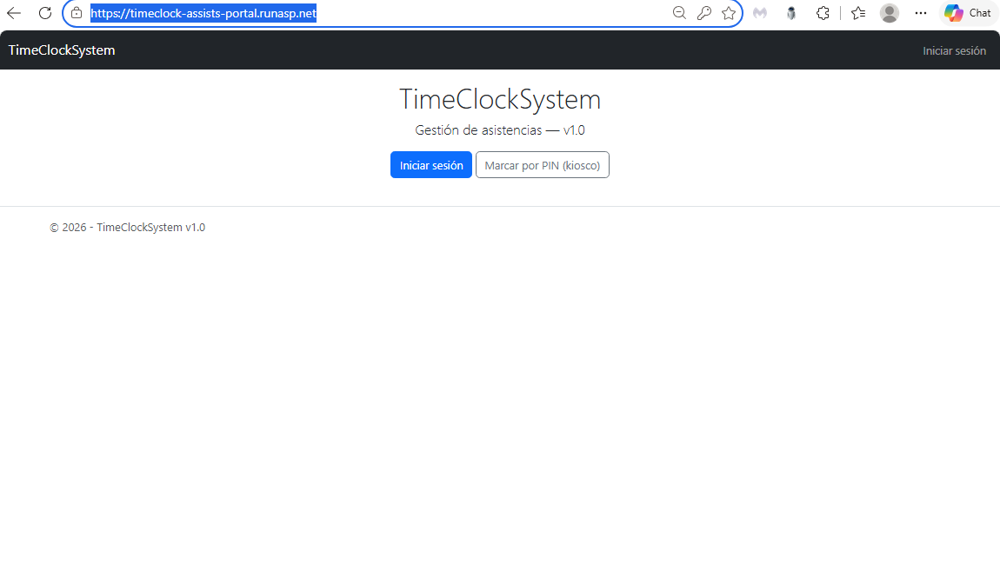 https://timeclock-assists-portal.runasp.net
Chat
TimeClockSystem
Iniciar sesión
TimeClockSystem
Gestión de asistencias — v1.0
Iniciar sesión
Marcar por PIN (kiosco)
© 2026 - TimeClockSystem v1.0